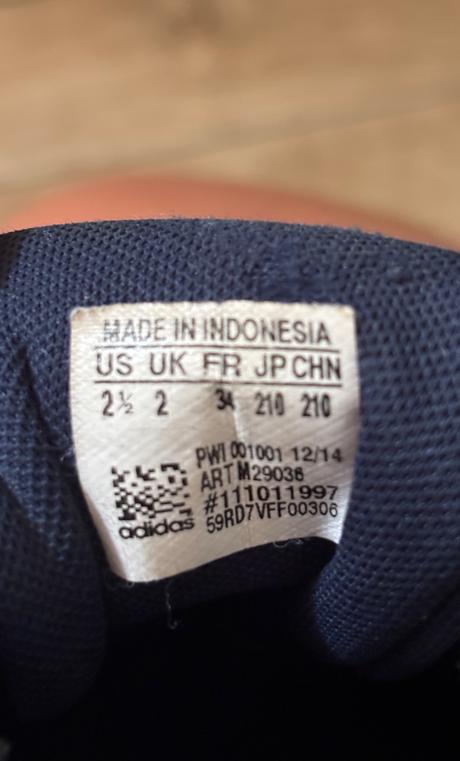 MADE IN INDONESIA
US UK FR JP CHN
2½ 2 34 210 210
PWI 001001 12/14
ART M29036
#111011997
adidas 59RD7VFF00306